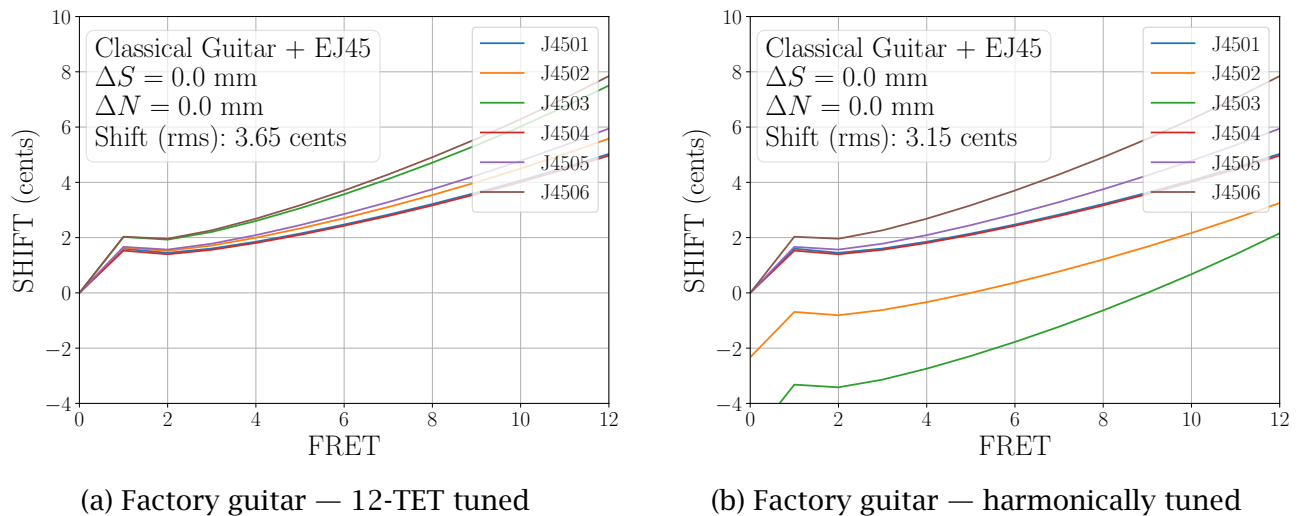 Classical Guitar + EJ45
ΔS = 0.0 mm
ΔN = 0.0 mm
Shift (rms): 3.65 cents
J4501
J4502
J4503
J4504
J4505
J4506
10
8
6
4
2
0
−2
−4
SHIFT (cents)
0 2 4 6 8 10 12
FRET
(a) Factory guitar — 12-TET tuned
Classical Guitar + EJ45
ΔS = 0.0 mm
ΔN = 0.0 mm
Shift (rms): 3.15 cents
J4501
J4502
J4503
J4504
J4505
J4506
10
8
6
4
2
0
−2
−4
SHIFT (cents)
0 2 4 6 8 10 12
FRET
(b) Factory guitar — harmonically tuned